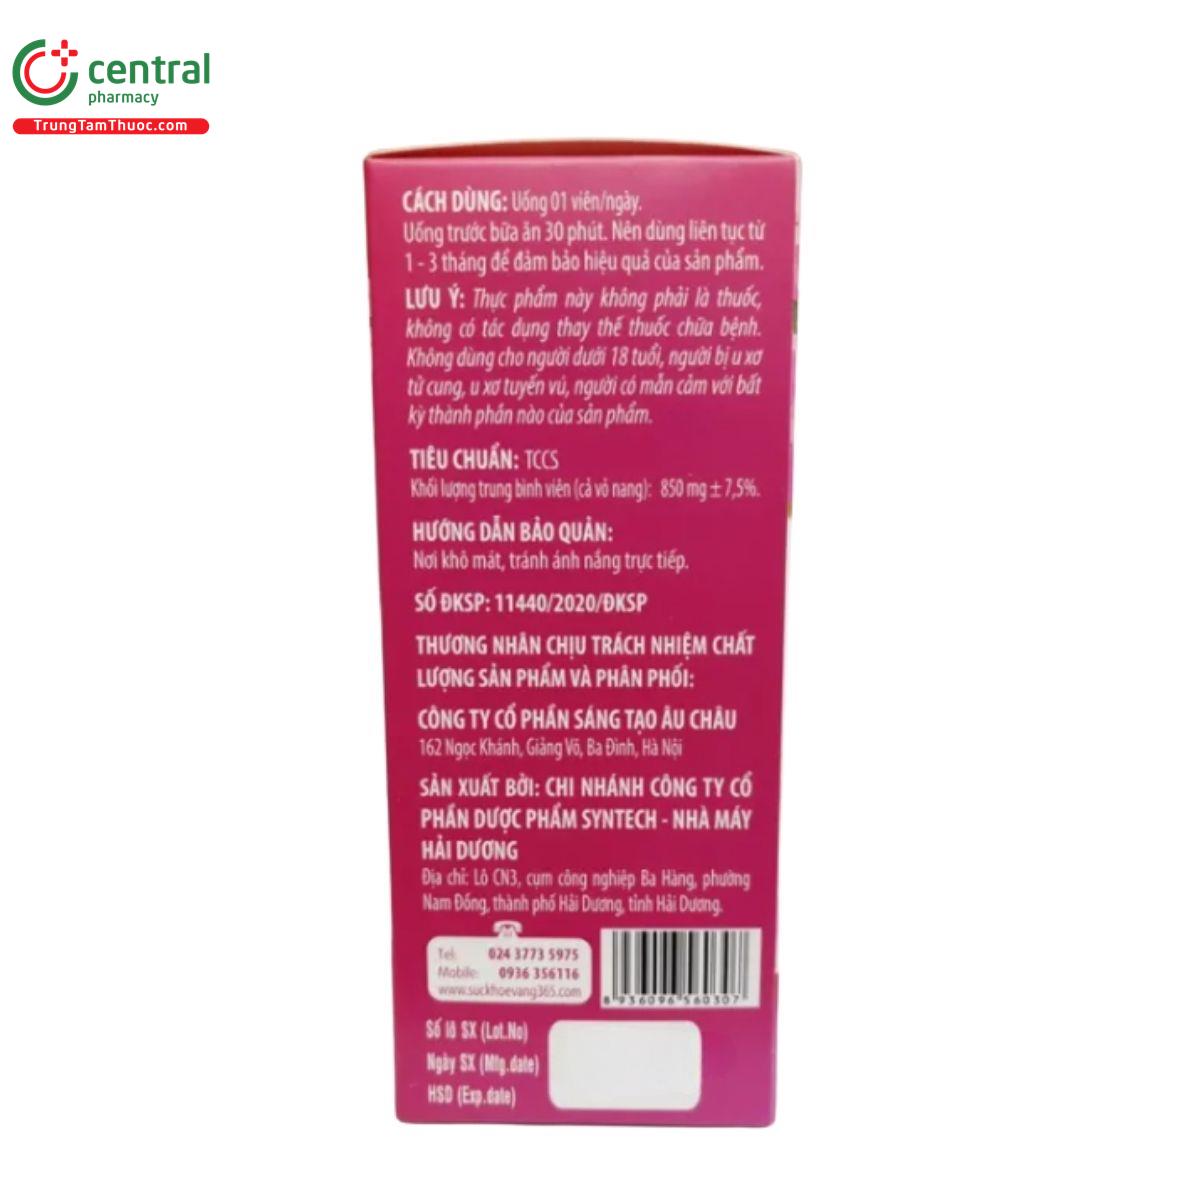 central
pharmacy
TrungTamThuoc.com
CÁCH DÙNG: Uống 01 viên/ngày.
Uống trước bữa ăn 30 phút. Nên dùng liên tục từ
1 - 3 tháng để đảm bảo hiệu quả của sản phẩm.
LƯU Ý: Thực phẩm này không phải là thuốc,
không có tác dụng thay thế thuốc chữa bệnh.
Không dùng cho người dưới 18 tuổi, người bị u xơ
tử cung, u xơ tuyến vú, người có mẫn cảm với bất
kỳ thành phần nào của sản phẩm.
TIÊU CHUẨN: TCCS
Khối lượng trung bình viên (cả vỏ nang): 850 mg ± 7,5%.
HƯỚNG DẪN BẢO QUẢN:
Nơi khô mát, tránh ánh nắng trực tiếp.
SỐ ĐKSP: 11440/2020/ĐKSP
THƯƠNG NHÂN CHỊU TRÁCH NHIỆM CHẤT
LƯỢNG SẢN PHẨM VÀ PHÂN PHỐI:
CÔNG TY CỔ PHẦN SÁNG TẠO ÂU CHÂU
162 Ngọc Khánh, Giảng Võ, Ba Đình, Hà Nội
SẢN XUẤT BỞI: CHI NHÁNH CÔNG TY CỔ
PHẦN DƯỢC PHẨM SYNTECH - NHÀ MÁY
HẢI DƯƠNG
Địa chỉ: Lô CN3, cụm công nghiệp Ba Hàng, phường
Nam Đồng, thành phố Hải Dương, tỉnh Hải Dương.
Tel: 024 3773 5975
Mobile: 0936 356116
www.suckhoevang365.com
8 936096 560307
Số lô SX (Lot.No)
Ngày SX (Mfg.date)
HSD (Exp.date)